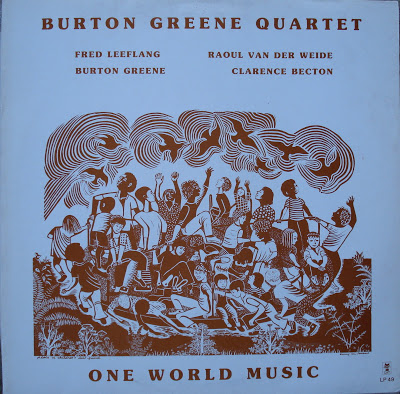 BURTON GREENE QUARTET
FRED LEEFLANG
RAOUL VAN DER WEIDE
BURTON GREENE
CLARENCE BECTON
ONE WORLD MUSIC
LP 49